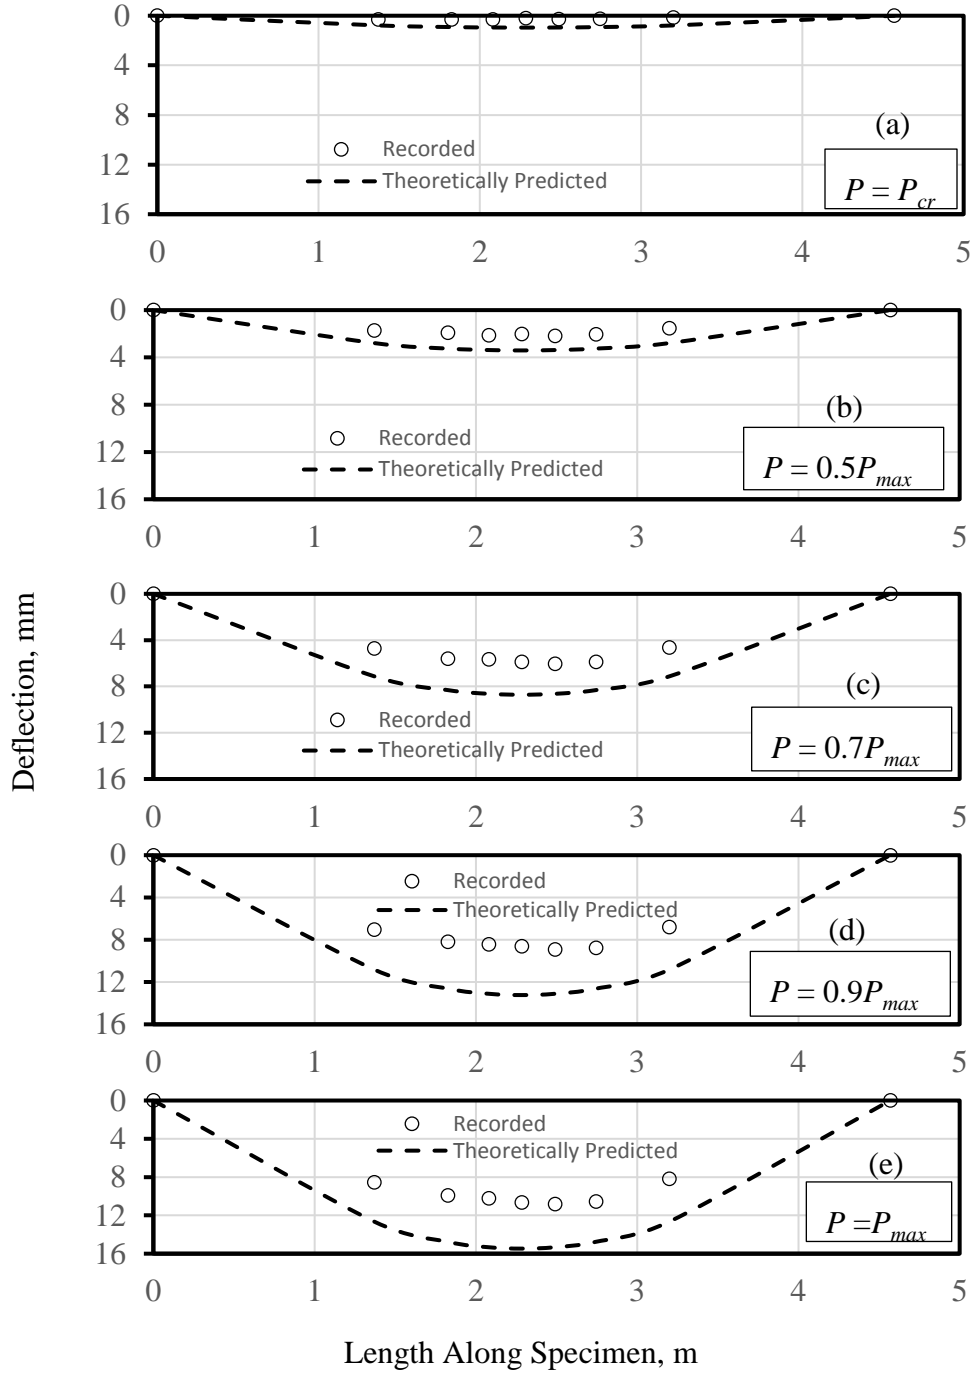 0
4
8
12
16
(a)
Recorded
Theoretically Predicted
P = Pcr
0 1 2 3 4 5
0
4
8
12
16
(b)
Recorded
Theoretically Predicted
P = 0.5Pmax
0 1 2 3 4 5
Deflection, mm
0
4
8
12
16
(c)
Recorded
Theoretically Predicted
P = 0.7Pmax
0 1 2 3 4 5
0
4
8
12
16
Recorded
Theoretically Predicted
(d)
P = 0.9Pmax
0 1 2 3 4 5
0
4
8
12
16
Recorded
Theoretically Predicted
(e)
P =Pmax
0 1 2 3 4 5
Length Along Specimen, m